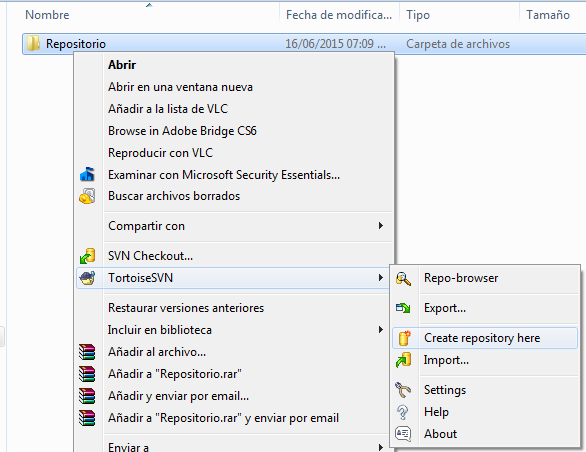 Nombre Fecha de modifica... Tipo Tamaño
Repositorio 16/06/2015 07:09 ... Carpeta de archivos
Abrir
Abrir en una ventana nueva
Añadir a la lista de VLC
Browse in Adobe Bridge CS6
Reproducir con VLC
Examinar con Microsoft Security Essentials...
Buscar archivos borrados
Compartir con
SVN Checkout...
TortoiseSVN
Restaurar versiones anteriores
Incluir en biblioteca
Añadir al archivo...
Añadir a "Repositorio.rar"
Añadir y enviar por email...
Añadir a "Repositorio.rar" y enviar por email
Enviar a
Repo-browser
Export...
Create repository here
Import...
Settings
Help
About